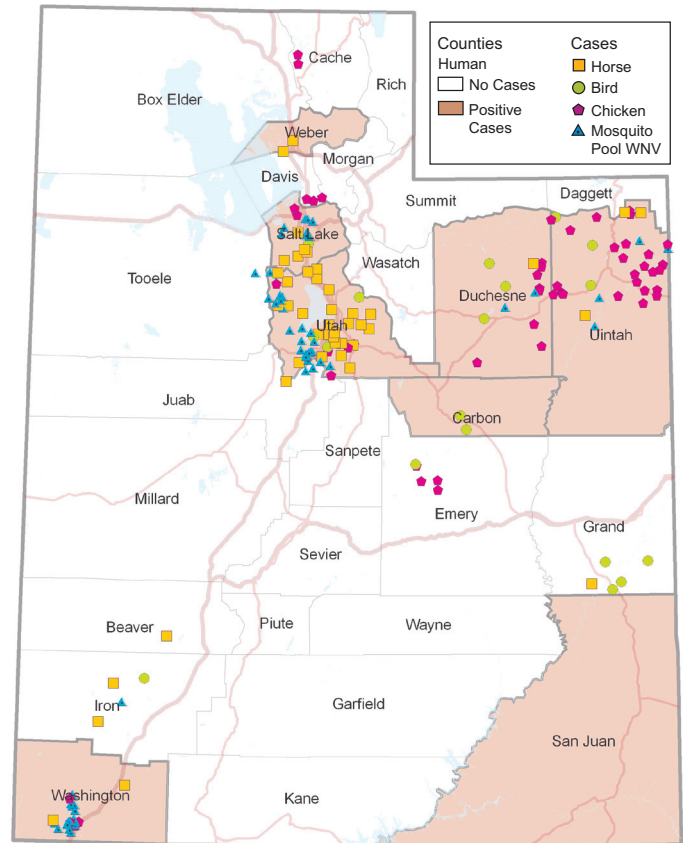 Counties
Human
No Cases
Positive
Cases
Cases
Horse
Bird
Chicken
Mosquito
Pool WNV
Cache
Rich
Box Elder
Weber
Morgan
Davis
Summit
Daggett
Salt Lake
Wasatch
Tooele
Duchesne
Utah
Uintah
Juab
Carbon
Sanpete
Millard
Emery
Grand
Sevier
Beaver
Piute
Wayne
Iron
Garfield
San Juan
Washington
Kane